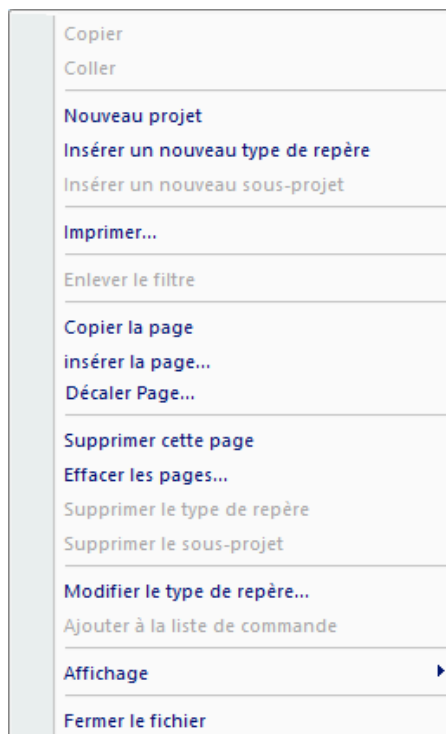 Copier
Coller
Nouveau projet
Insérer un nouveau type de repère
Insérer un nouveau sous-projet
Imprimer...
Enlever le filtre
Copier la page
insérer la page...
Décaler Page...
Supprimer cette page
Effacer les pages...
Supprimer le type de repère
Supprimer le sous-projet
Modifier le type de repère...
Ajouter à la liste de commande
Affichage
Fermer le fichier